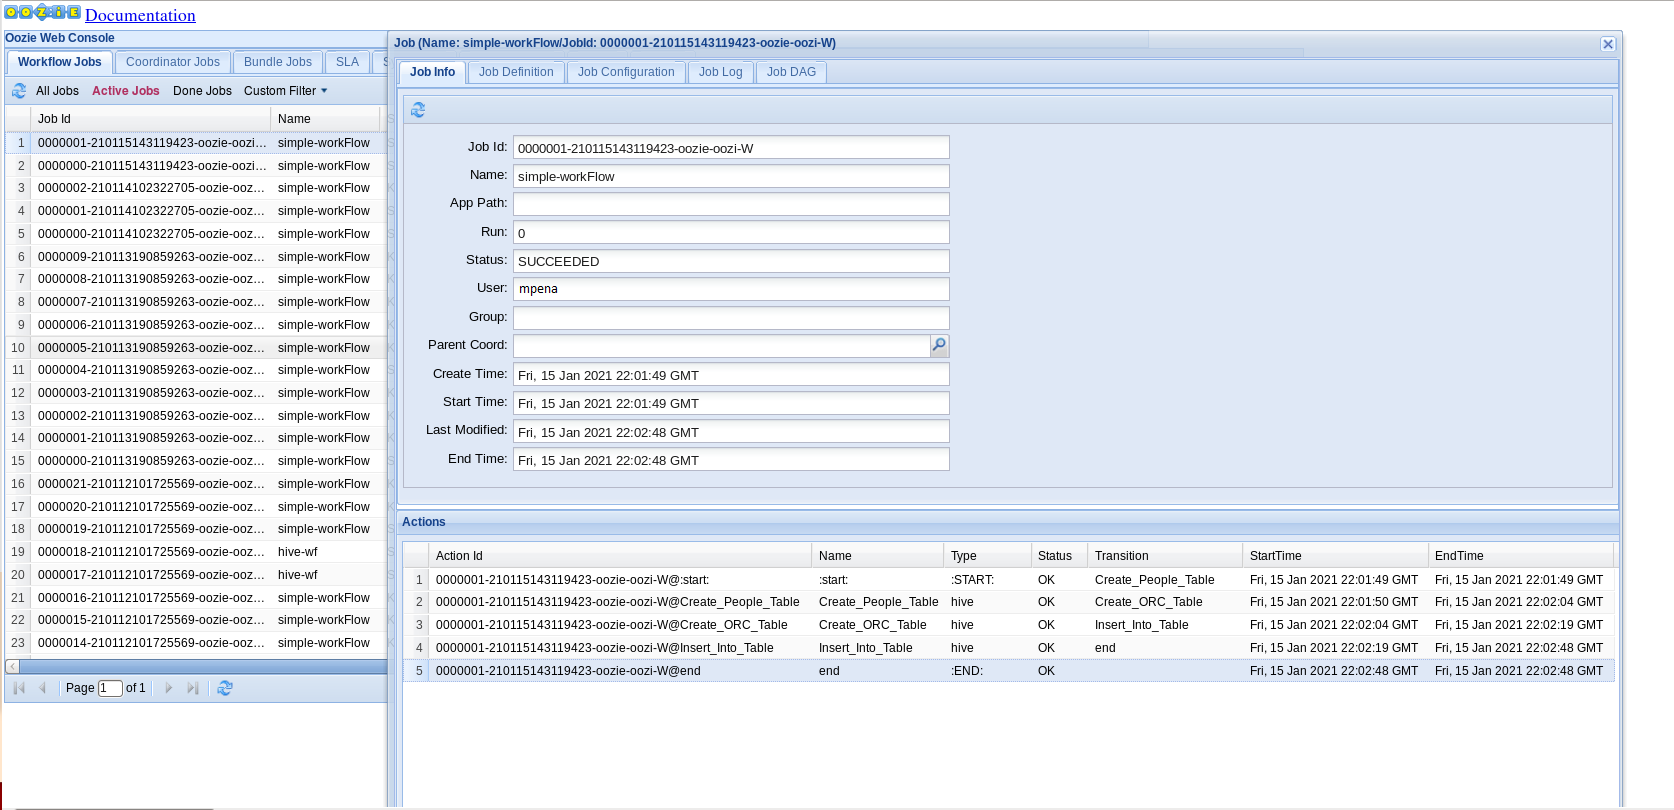 OOZIE Documentation
Oozie Web Console
Workflow Jobs Coordinator Jobs Bundle Jobs SLA S
All Jobs Active Jobs Done Jobs Custom Filter
Job Id Name
1 0000001-210115143119423-oozie-oozi... simple-workFlow
2 0000000-210115143119423-oozie-oozi... simple-workFlow
3 0000002-210114102322705-oozie-ooz... simple-workFlow
4 0000001-210114102322705-oozie-ooz... simple-workFlow
5 0000000-210114102322705-oozie-ooz... simple-workFlow
6 0000009-210113190859263-oozie-ooz... simple-workFlow
7 0000008-210113190859263-oozie-ooz... simple-workFlow
8 0000007-210113190859263-oozie-ooz... simple-workFlow
9 0000006-210113190859263-oozie-ooz... simple-workFlow
10 0000005-210113190859263-oozie-ooz... simple-workFlow
11 0000004-210113190859263-oozie-ooz... simple-workFlow
12 0000003-210113190859263-oozie-ooz... simple-workFlow
13 0000002-210113190859263-oozie-ooz... simple-workFlow
14 0000001-210113190859263-oozie-ooz... simple-workFlow
15 0000000-210113190859263-oozie-ooz... simple-workFlow
16 0000021-210112101725569-oozie-ooz... simple-workFlow
17 0000020-210112101725569-oozie-ooz... simple-workFlow
18 0000019-210112101725569-oozie-ooz... simple-workFlow
19 0000018-210112101725569-oozie-ooz... hive-wf
20 0000017-210112101725569-oozie-ooz... hive-wf
21 0000016-210112101725569-oozie-ooz... simple-workFlow
22 0000015-210112101725569-oozie-ooz... simple-workFlow
23 0000014-210112101725569-oozie-ooz... simple-workFlow
Page 1 of 1
Job (Name: simple-workFlow/JobId: 0000001-210115143119423-oozie-oozi-W)
Job Info Job Definition Job Configuration Job Log Job DAG
Job Id: 0000001-210115143119423-oozie-oozi-W
Name: simple-workFlow
App Path:
Run: 0
Status: SUCCEEDED
User: mpena
Group:
Parent Coord:
Create Time: Fri, 15 Jan 2021 22:01:49 GMT
Start Time: Fri, 15 Jan 2021 22:01:49 GMT
Last Modified: Fri, 15 Jan 2021 22:02:48 GMT
End Time: Fri, 15 Jan 2021 22:02:48 GMT
Actions
Action Id Name Type Status Transition StartTime EndTime
1 0000001-210115143119423-oozie-oozi-W@:start: :start: :START: OK Create_People_Table Fri, 15 Jan 2021 22:01:49 GMT Fri, 15 Jan 2021 22:01:49 GMT
2 0000001-210115143119423-oozie-oozi-W@Create_People_Table Create_People_Table hive OK Create_ORC_Table Fri, 15 Jan 2021 22:01:50 GMT Fri, 15 Jan 2021 22:02:04 GMT
3 0000001-210115143119423-oozie-oozi-W@Create_ORC_Table Create_ORC_Table hive OK Insert_Into_Table Fri, 15 Jan 2021 22:02:04 GMT Fri, 15 Jan 2021 22:02:19 GMT
4 0000001-210115143119423-oozie-oozi-W@Insert_Into_Table Insert_Into_Table hive OK end Fri, 15 Jan 2021 22:02:19 GMT Fri, 15 Jan 2021 22:02:48 GMT
5 0000001-210115143119423-oozie-oozi-W@end end :END: OK Fri, 15 Jan 2021 22:02:48 GMT Fri, 15 Jan 2021 22:02:48 GMT